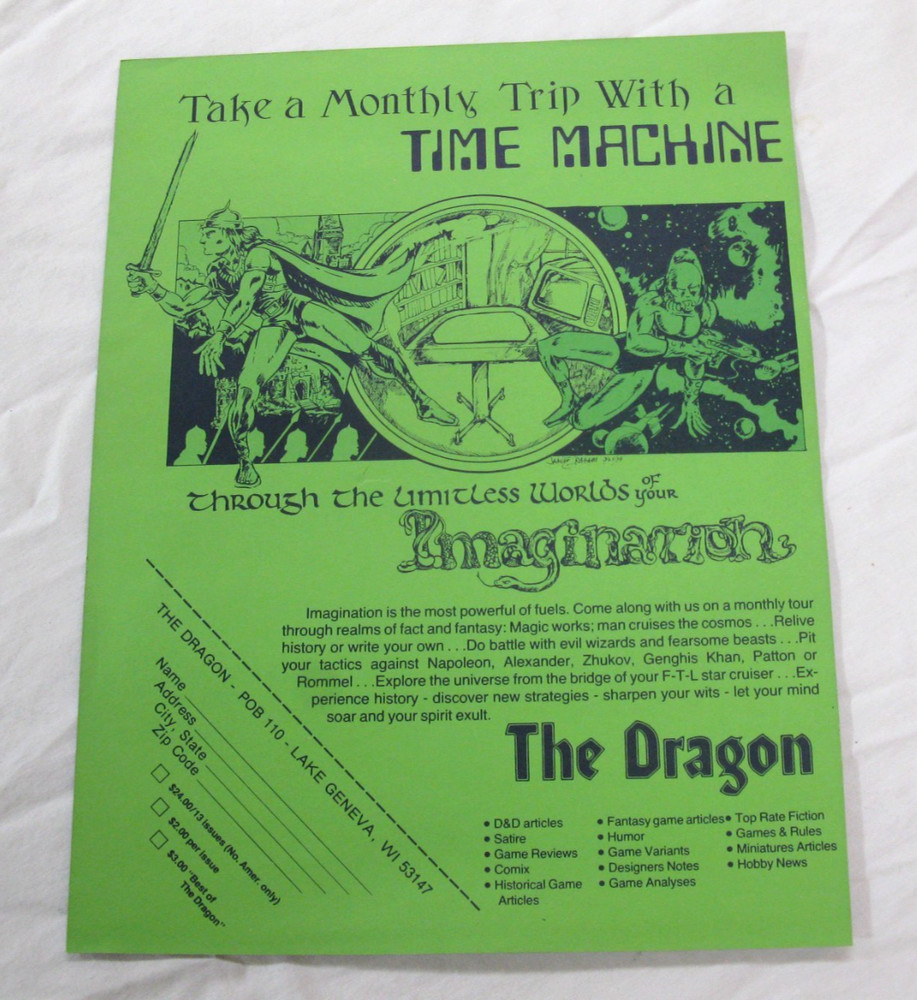 Take a Monthly Trip With a
TIME MACHINE
Through the Limitless Worlds of your
Imagination
Imagination is the most powerful of fuels. Come along with us on a monthly tour
through realms of fact and fantasy: Magic works; man cruises the cosmos . . .Relive
history or write your own . . .Do battle with evil wizards and fearsome beasts . . .Pit
your tactics against Napoleon, Alexander, Zhukov, Genghis Khan, Patton or
Rommel . . .Explore the universe from the bridge of your F-T-L star cruiser . . .Ex-
perience history - discover new strategies - sharpen your wits - let your mind
soar and your spirit exult.
The Dragon
• D&D articles
• Satire
• Game Reviews
• Comix
• Historical Game
Articles
• Fantasy game articles
• Humor
• Game Variants
• Designers Notes
• Game Analyses
• Top Rate Fiction
• Games & Rules
• Miniatures Articles
• Hobby News
THE DRAGON - POB 110 - LAKE GENEVA, WI 53147
Name
Address
City, State
Zip Code
$24.00/13 issues (No. Amer. only)
$2.00 per issue
$3.00 "Best of
The Dragon"